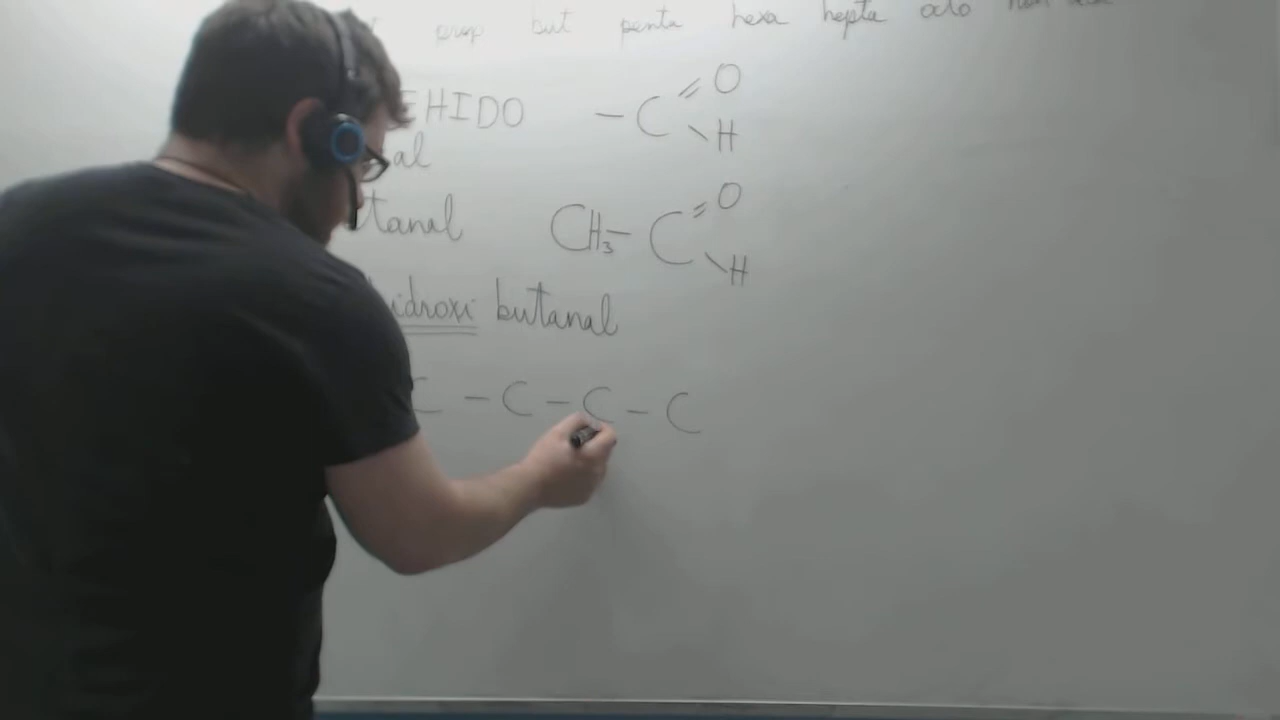 prop but penta hexa hepta octo
EHIDO -C=O \H
al
tanal CH₃-C=O \H
idroxi butanal
C - C - C - C